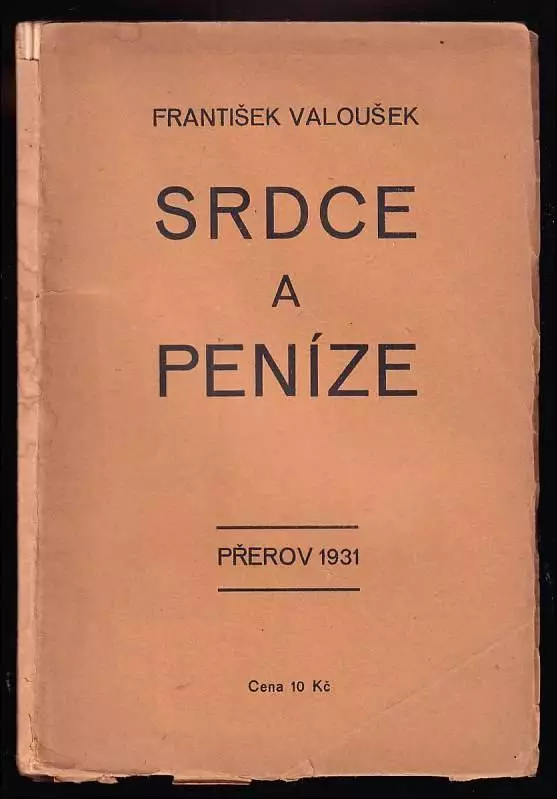 FRANTIŠEK VALOUŠEK
SRDCE
A
PENÍZE
PŘEROV 1931
Cena 10 Kč